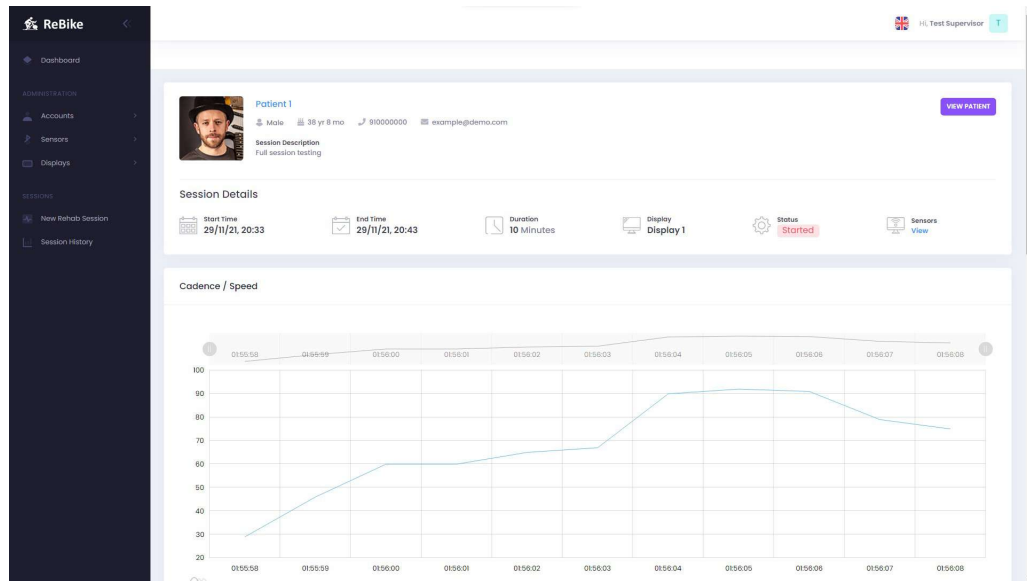 ReBike
Hi, Test Supervisor T
Dashboard
ADMINISTRATION
Accounts
Sensors
Displays
SESSIONS
New Rehab Session
Session History
Patient 1
VIEW PATIENT
Male 38 yr 8 mo 910000000 example@demo.com
Session Description
Full session testing
Session Details
Start Time
29/11/21, 20:33
End Time
29/11/21, 20:43
Duration
10 Minutes
Display
Display 1
Status
Started
Sensors
View
Cadence / Speed
01:55:58 01:55:59 01:56:00 01:56:01 01:56:02 01:56:03 01:56:04 01:56:05 01:56:06 01:56:07 01:56:08
100
90
80
70
60
50
40
30
20
01:55:58 01:55:59 01:56:00 01:56:01 01:56:02 01:56:03 01:56:04 01:56:05 01:56:06 01:56:07 01:56:08